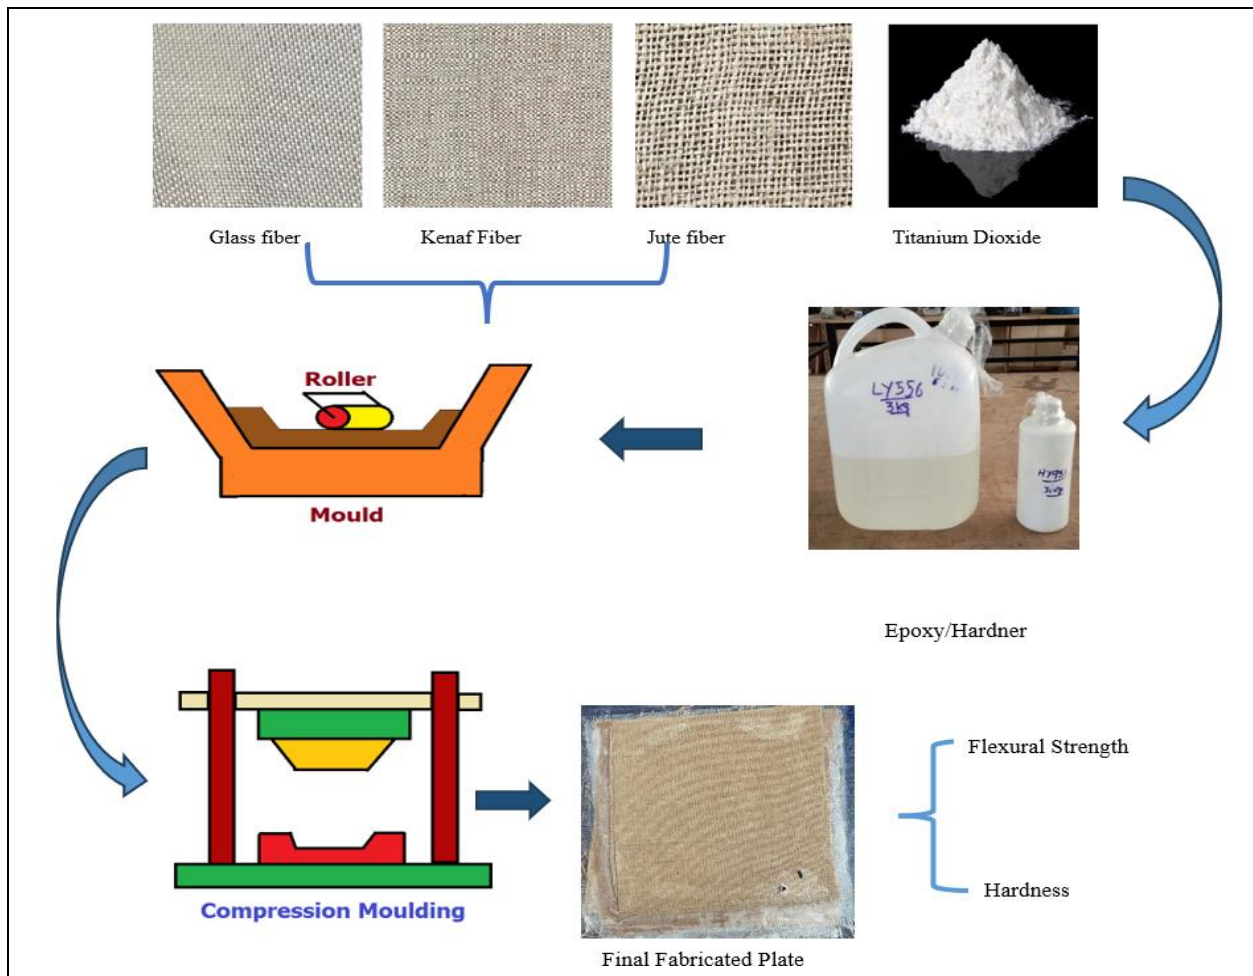 Glass fiber
Kenaf Fiber
Jute fiber
Titanium Dioxide
Roller
Mould
LY556
3kg
Epoxy/Hardner
Compression Moulding
Final Fabricated Plate
Flexural Strength
Hardness